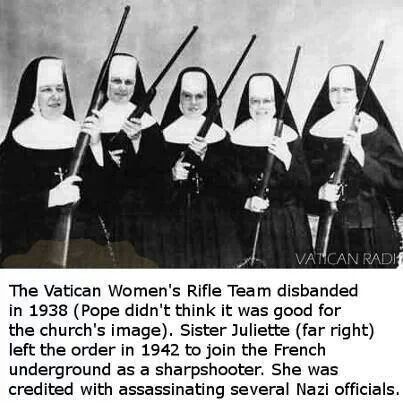 VATICAN RADI
The Vatican Women's Rifle Team disbanded
in 1938 (Pope didn't think it was good for
the church's image). Sister Juliette (far right)
left the order in 1942 to join the French
underground as a sharpshooter. She was
credited with assassinating several Nazi officials.